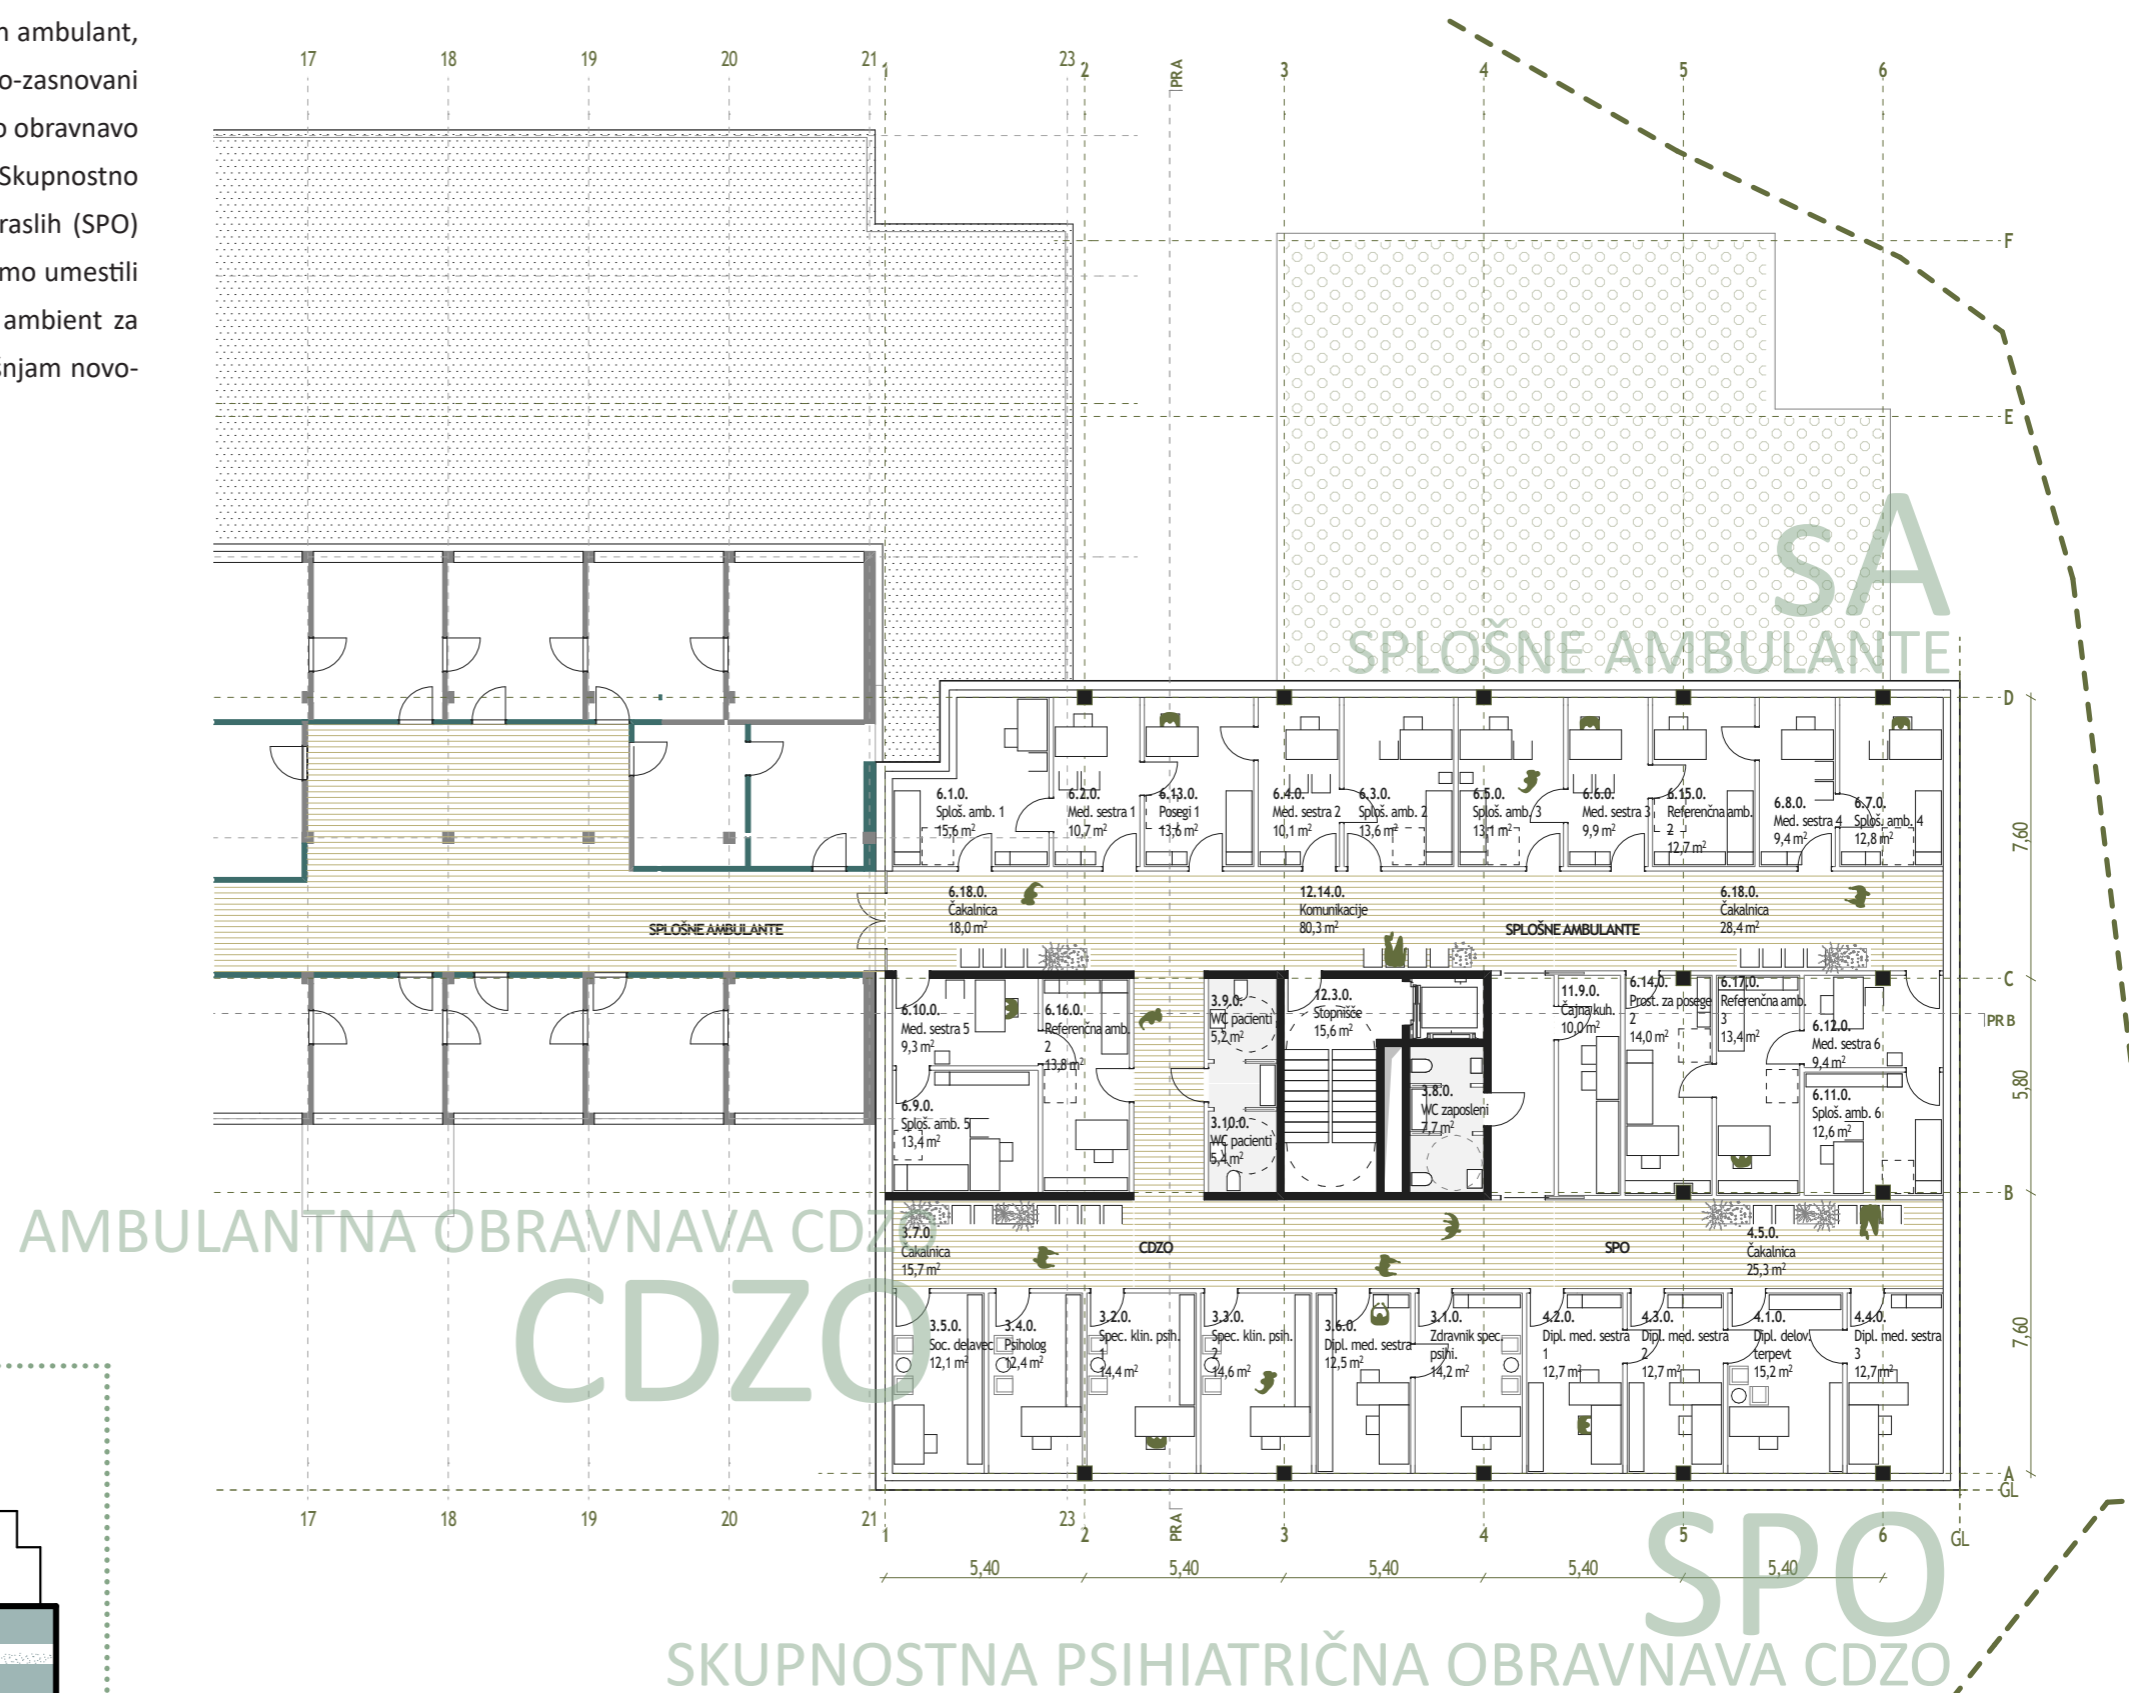 n ambulant,
o-zasnovani
o obravnavo
Skupnostno
raslih (SPO)
mo umestili
ambient za
šnjam novo-
17 18 19 20 21 1 23 2 PR A 3 4 5 6
F
E
sA
SPLOŠNE AMBULANTE
D
6.1.0.
Sploš. amb. 1
15,6 m²
6.2.0.
Med. sestra 1
10,7 m²
6.13.0.
Posegi 1
13,6 m²
6.4.0.
Med. sestra 2
10,1 m²
6.3.0.
Sploš. amb. 2
13,6 m²
6.5.0.
Sploš. amb. 3
13,1 m²
6.6.0.
Med. sestra 3
9,9 m²
6.15.0.
Referenčna amb.
2
12,7 m²
6.8.0.
Med. sestra 4
9,4 m²
6.7.0.
Sploš. amb. 4
12,8 m²
7,60
6.18.0.
Čakalnica
18,0 m²
12.14.0.
Komunikacije
80,3 m²
6.18.0.
Čakalnica
28,4 m²
SPLOŠNE AMBULANTE
SPLOŠNE AMBULANTE
C
6.10.0.
Med. sestra 5
9,3 m²
6.16.0.
Referenčna amb.
2
13,8 m²
3.9.0.
WC pacienti
5,2 m²
12.3.0.
Stopnišče
15,6 m²
11.9.0.
Čajna kuh.
10,0 m²
6.14.0.
Prost. za posege
2
14,0 m²
6.17.0.
Referenčna amb.
3
13,4 m²
6.12.0.
Med. sestra 6
9,4 m²
PR B
6.9.0.
Sploš. amb. 5
13,4 m²
3.10.0.
WC pacienti
5,4 m²
3.8.0.
WC zaposleni
7,7 m²
6.11.0.
Sploš. amb. 6
12,6 m²
5,80
B
AMBULANTNA OBRAVNAVA CDZO
CDZO
3.7.0.
Čakalnica
15,7 m²
CDZO
SPO
4.5.0.
Čakalnica
25,3 m²
3.5.0.
Soc. delavec
12,1 m²
3.4.0.
Psiholog
12,4 m²
3.2.0.
Spec. klin. psih.
1
14,4 m²
3.3.0.
Spec. klin. psih.
2
14,6 m²
3.6.0.
Dipl. med. sestra
12,5 m²
3.1.0.
Zdravnik spec.
psihi.
14,2 m²
4.2.0.
Dipl. med. sestra
1
12,7 m²
4.3.0.
Dipl. med. sestra
2
12,7 m²
4.1.0.
Dipl. delov.
terpevt
15,2 m²
4.4.0.
Dipl. med. sestra
3
12,7 m²
7,60
A
GL
17 18 19 20 21 1 23 2 PR A 3 4 5 6 GL
5,40 5,40 5,40 5,40 5,40
SPO
SKUPNOSTNA PSIHIATRIČNA OBRAVNAVA CDZO